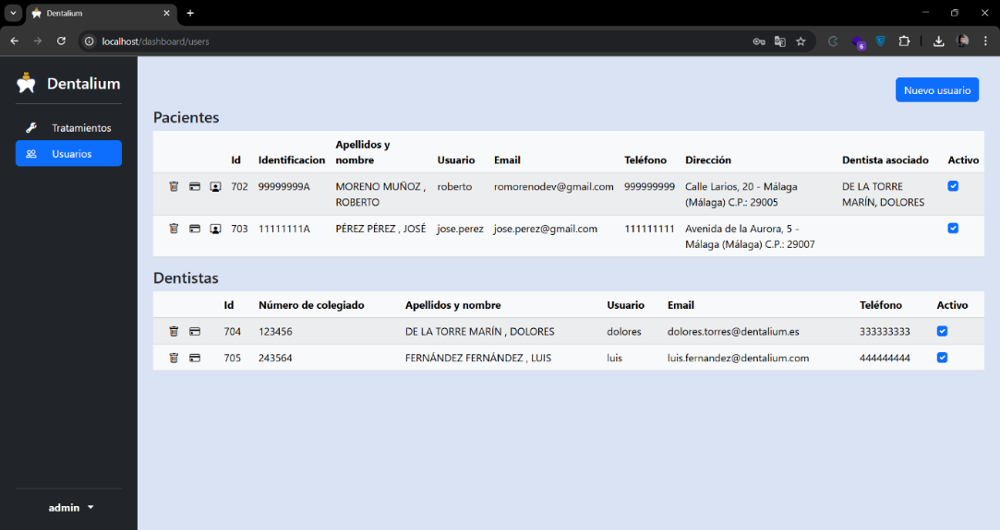 Dentalium
localhost/dashboard/users
6
Dentalium
Tratamientos
Usuarios
admin
Nuevo usuario
Pacientes
Id Identificacion Apellidos y nombre Usuario Email Teléfono Dirección Dentista asociado Activo
702 99999999A MORENO MUÑOZ , ROBERTO roberto romorenodev@gmail.com 999999999 Calle Larios, 20 - Málaga (Málaga) C.P.: 29005 DE LA TORRE MARÍN, DOLORES
703 11111111A PÉREZ PÉREZ , JOSÉ jose.perez jose.perez@gmail.com 111111111 Avenida de la Aurora, 5 - Málaga (Málaga) C.P.: 29007
Dentistas
Id Número de colegiado Apellidos y nombre Usuario Email Teléfono Activo
704 123456 DE LA TORRE MARÍN , DOLORES dolores dolores.torres@dentalium.es 333333333
705 243564 FERNÁNDEZ FERNÁNDEZ , LUIS luis luis.fernandez@dentalium.com 444444444